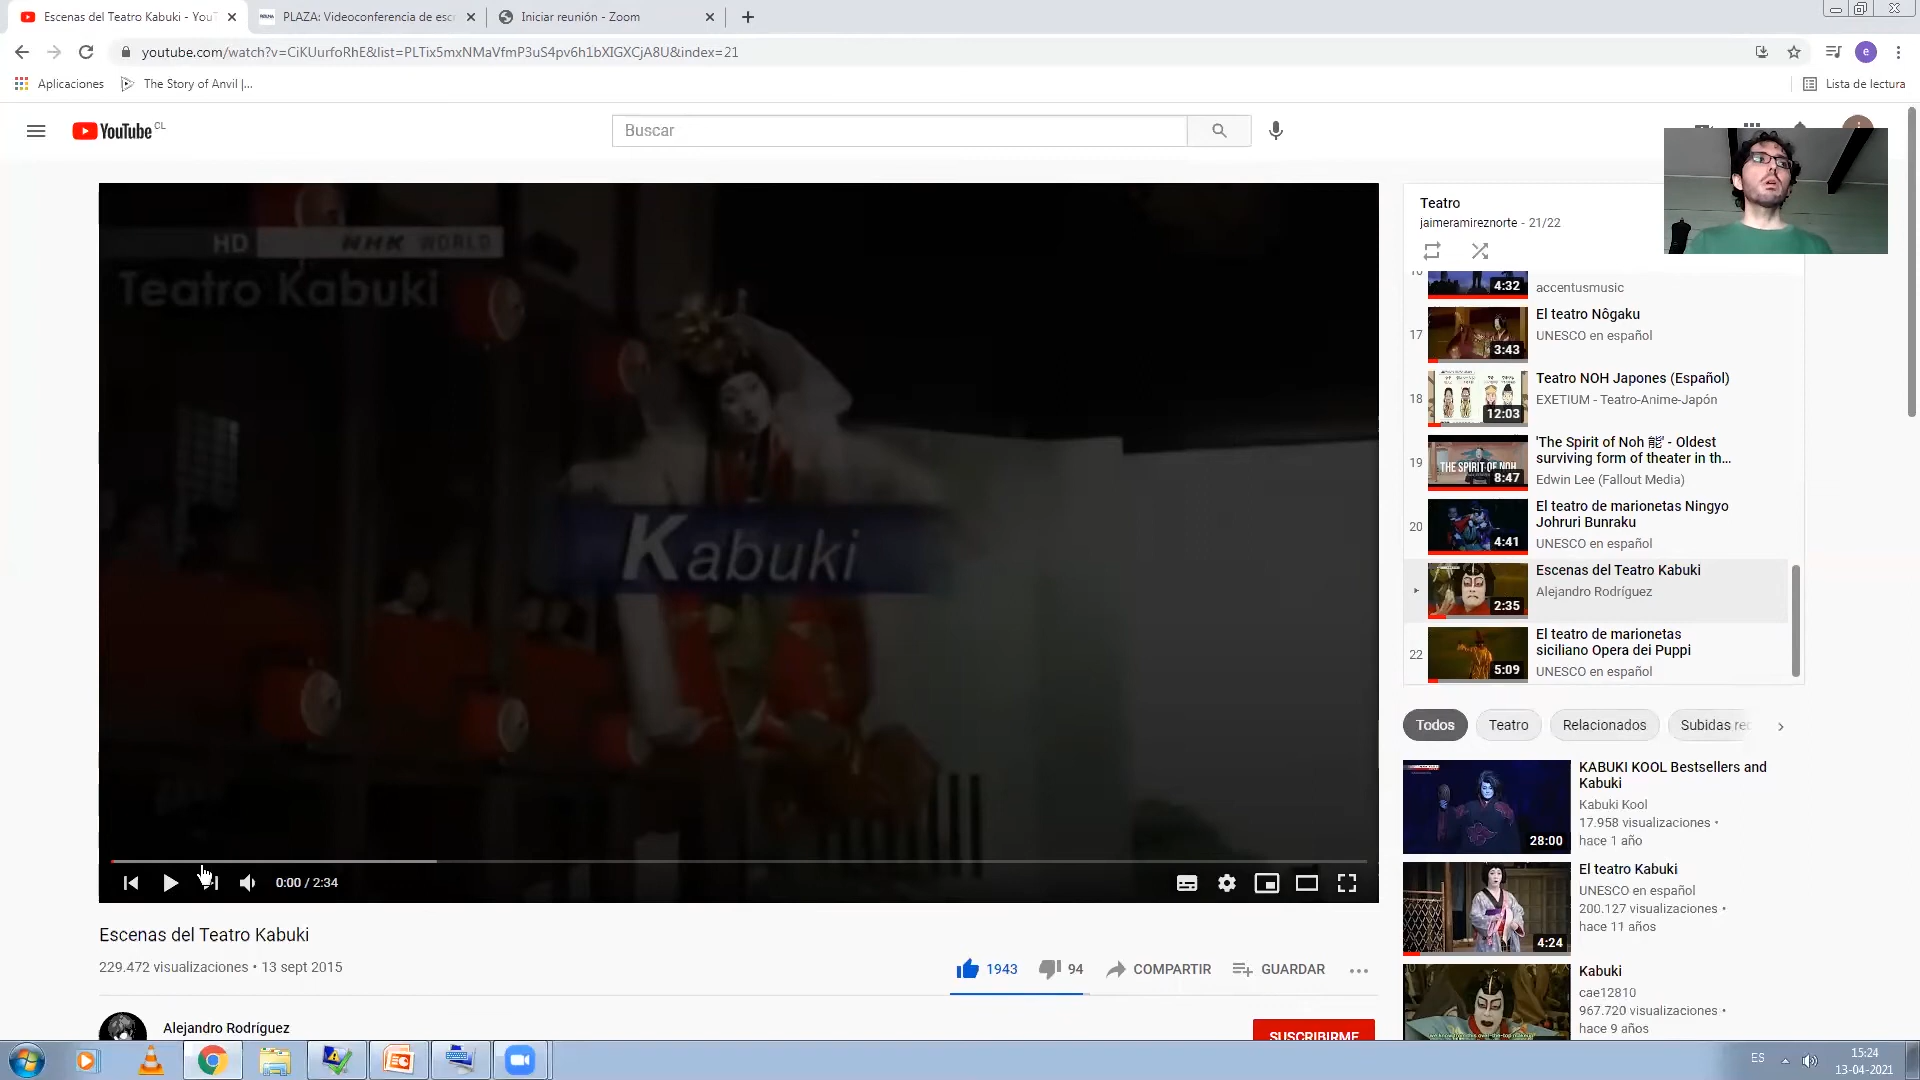 Escenas del Teatro Kabuki - YouT
PLAZA: Videoconferencia de escr
Iniciar reunión - Zoom
youtube.com/watch?v=CiKUurfoRhE&list=PLTix5mxNMaVfmP3uS4pv6h1bXIGXCjA8U&index=21
e
Aplicaciones
The Story of Anvil |...
Lista de lectura
YouTube CL
Buscar
HD NHK WORLD
Teatro Kabuki
Kabuki
0:00 / 2:34
Escenas del Teatro Kabuki
229.472 visualizaciones • 13 sept 2015
1943
94
COMPARTIR
GUARDAR
Alejandro Rodríguez
SUSCRIBIRME
Teatro
jaimeramireznorte - 21/22
16
4:32
accentusmusic
17
3:43
El teatro Nôgaku
UNESCO en español
18
12:03
Teatro NOH Japones (Español)
EXETIUM - Teatro-Anime-Japón
19
THE SPIRIT OF NOH
8:47
'The Spirit of Noh 能' - Oldest
surviving form of theater in th...
Edwin Lee (Fallout Media)
20
4:41
El teatro de marionetas Ningyo
Johruri Bunraku
UNESCO en español
2:35
Escenas del Teatro Kabuki
Alejandro Rodríguez
22
5:09
El teatro de marionetas
siciliano Opera dei Puppi
UNESCO en español
Todos
Teatro
Relacionados
Subidas rec
28:00
KABUKI KOOL Bestsellers and
Kabuki
Kabuki Kool
17.958 visualizaciones •
hace 1 año
4:24
El teatro Kabuki
UNESCO en español
200.127 visualizaciones •
hace 11 años
Kabuki
cae12810
967.720 visualizaciones •
hace 9 años
ES
15:24
13-04-2021